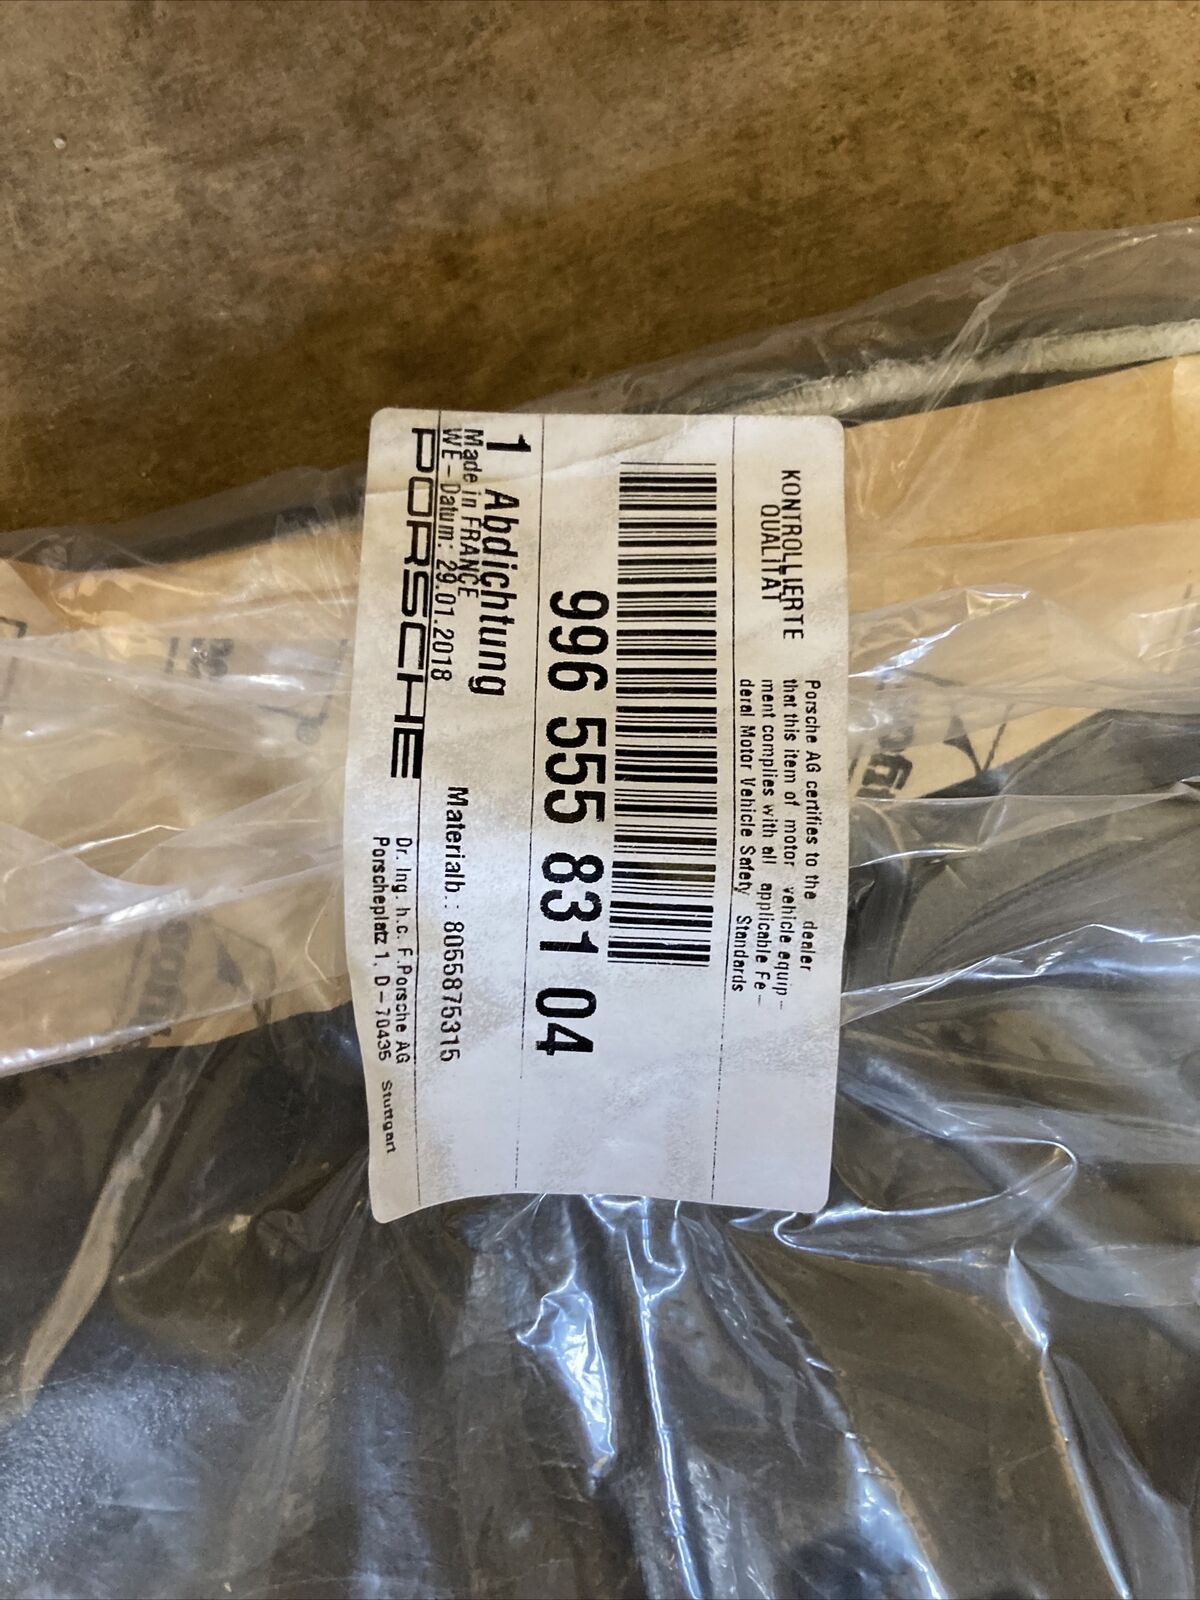 KONTROLLIERTE
QUALITÄT
Porsche AG certifies to the dealer
that this item of motor vehicle equip-
ment complies with all applicable Fe-
deral Motor Vehicle Safety Standards
996 555 831 04
1 Abdichtung
Made in FRANCE
WE-Datum: 29.01.2018
Materialb.: 8055875315
PORSCHE
Dr. Ing. h.c. F.Porsche AG
Porscheplatz 1, D-70435 Stuttgart